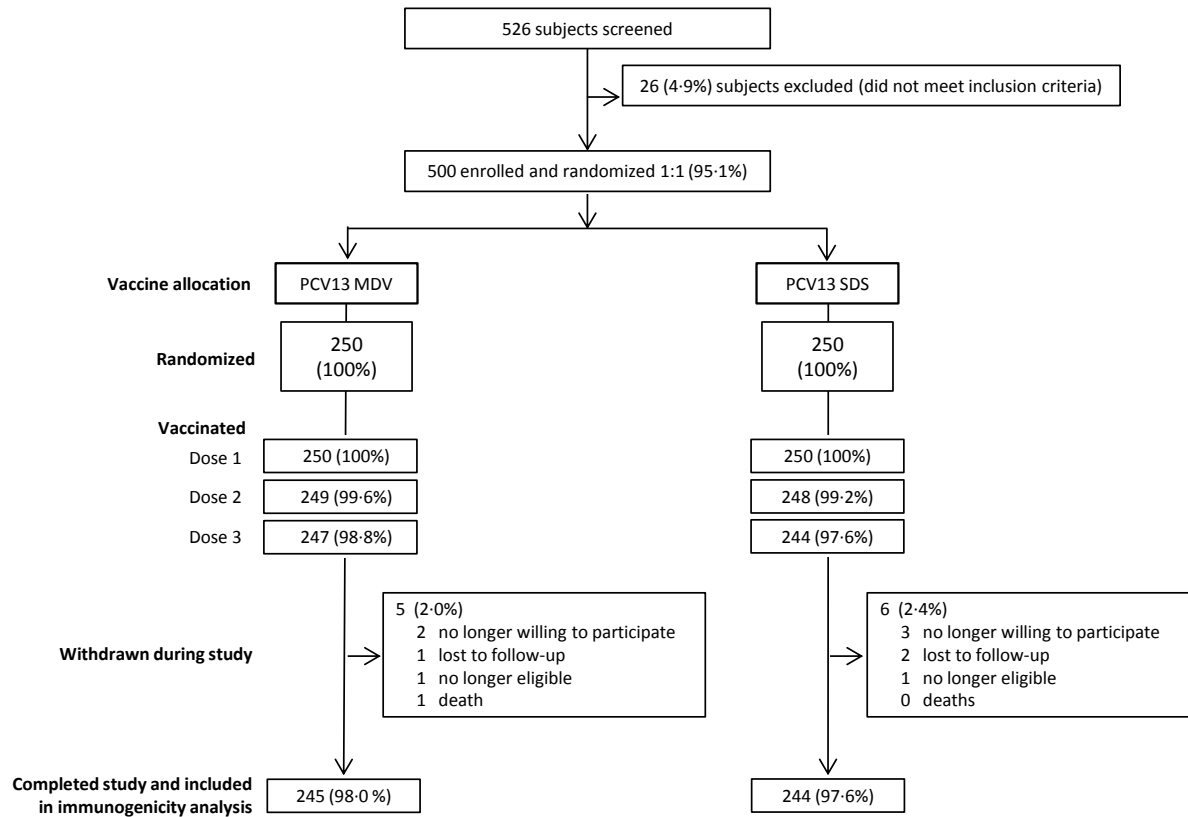 526 subjects screened
26 (4·9%) subjects excluded (did not meet inclusion criteria)
500 enrolled and randomized 1:1 (95·1%)
Vaccine allocation
PCV13 MDV
PCV13 SDS
Randomized
250
(100%)
250
(100%)
Vaccinated
Dose 1
250 (100%)
250 (100%)
Dose 2
249 (99·6%)
248 (99·2%)
Dose 3
247 (98·8%)
244 (97·6%)
Withdrawn during study
5 (2·0%)
2 no longer willing to participate
1 lost to follow-up
1 no longer eligible
1 death
6 (2·4%)
3 no longer willing to participate
2 lost to follow-up
1 no longer eligible
0 deaths
Completed study and included
in immunogenicity analysis
245 (98·0 %)
244 (97·6%)